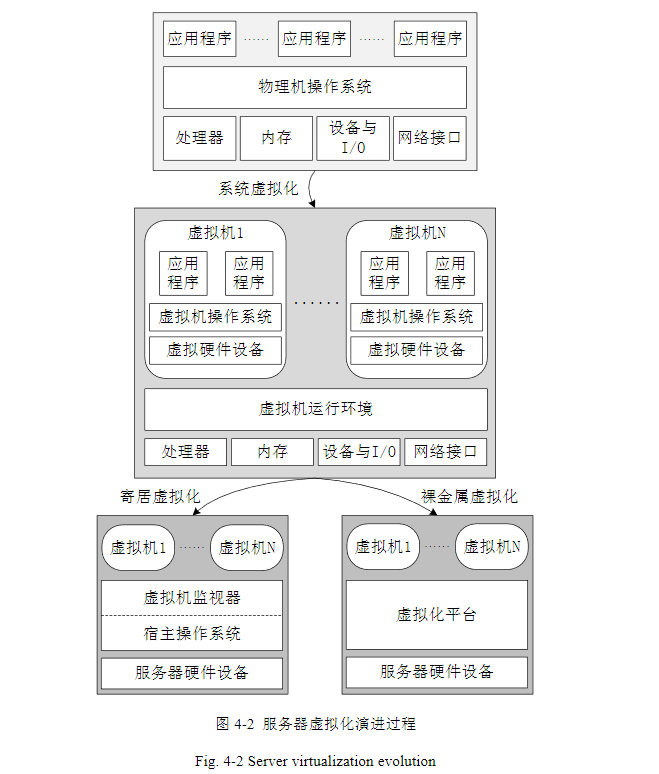 应用程序 …… 应用程序 …… 应用程序
物理机操作系统
处理器 内存 设备与I/O 网络接口
系统虚拟化
虚拟机1 虚拟机N
应用程序 应用程序 …… 应用程序 应用程序
虚拟机操作系统 虚拟机操作系统
虚拟硬件设备 虚拟硬件设备
虚拟机运行环境
处理器 内存 设备与I/O 网络接口
寄居虚拟化 裸金属虚拟化
虚拟机1 …… 虚拟机N 虚拟机1 …… 虚拟机N
虚拟机监视器
宿主操作系统
虚拟化平台
服务器硬件设备 服务器硬件设备
图 4-2 服务器虚拟化演进过程
Fig. 4-2 Server virtualization evolution